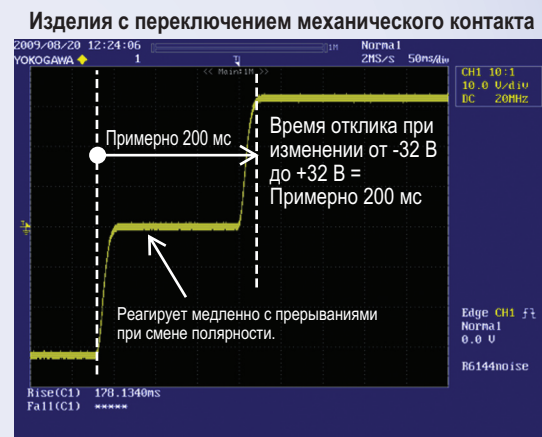 Изделия с переключением механического контакта
2009/08/20 12:24:06
1M
Normal
YOKOGAWA
1
2MS/s 50ms/div
<< Main:1M >>
CH1 10:1
10.0 V/div
DC 20MHz
Примерно 200 мс
Время отклика при
изменении от -32 В
до +32 В =
Примерно 200 мс
Реагирует медленно с прерываниями
при смене полярности.
Edge CH1
Normal
0.0 V
R6144noise
Rise(C1) 178.1340ms
Fall(C1) *****